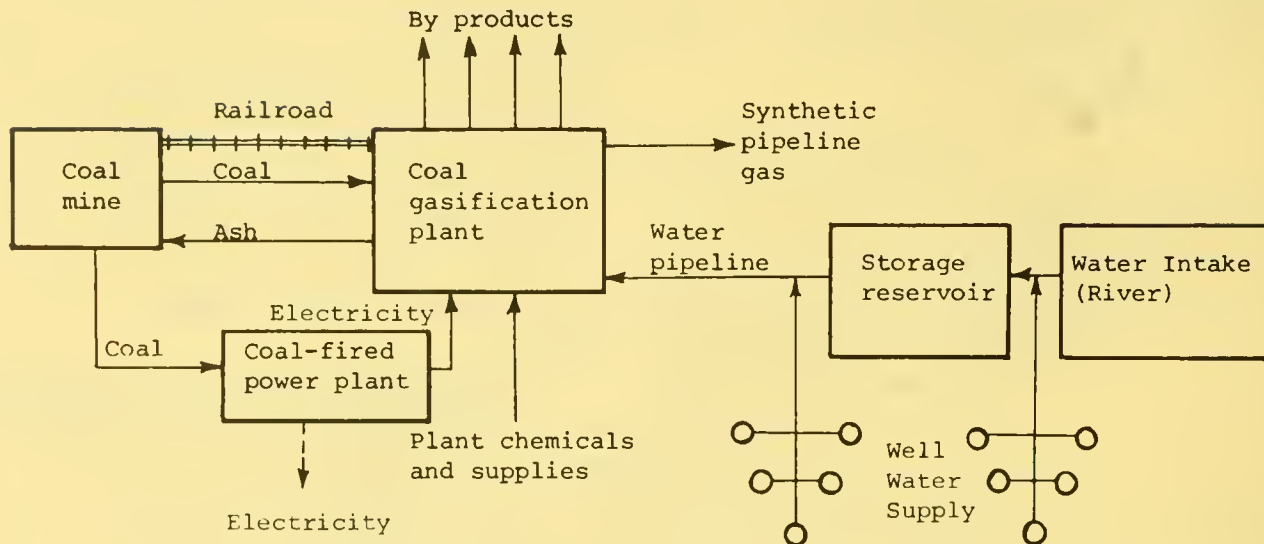 By products
Railroad
Synthetic
pipeline
gas
Coal
mine
Coal
Coal
gasification
plant
Ash
Water
pipeline
Storage
reservoir
Water Intake
(River)
Electricity
Coal
Coal-fired
power plant
Plant chemicals
and supplies
Well
Water
Supply
Electricity